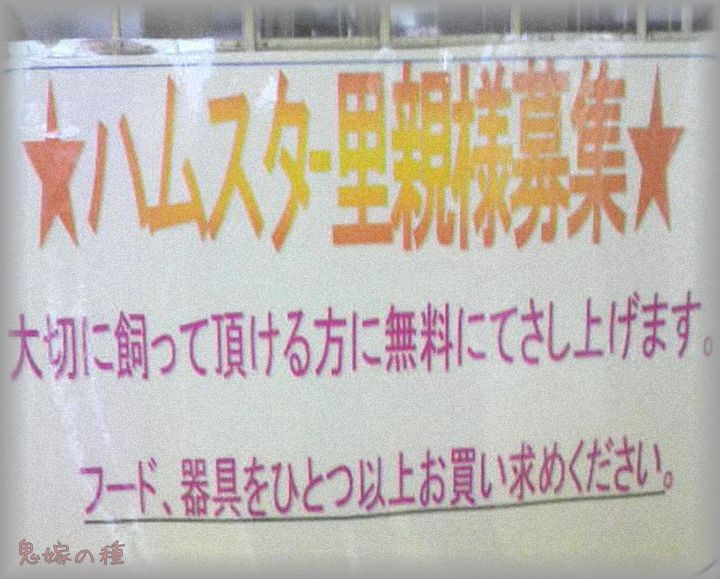 ★ハムスター里親様募集★
大切に飼って頂ける方に無料にてさし上げます。
フード、器具をひとつ以上お買い求めください。
鬼嫁の種